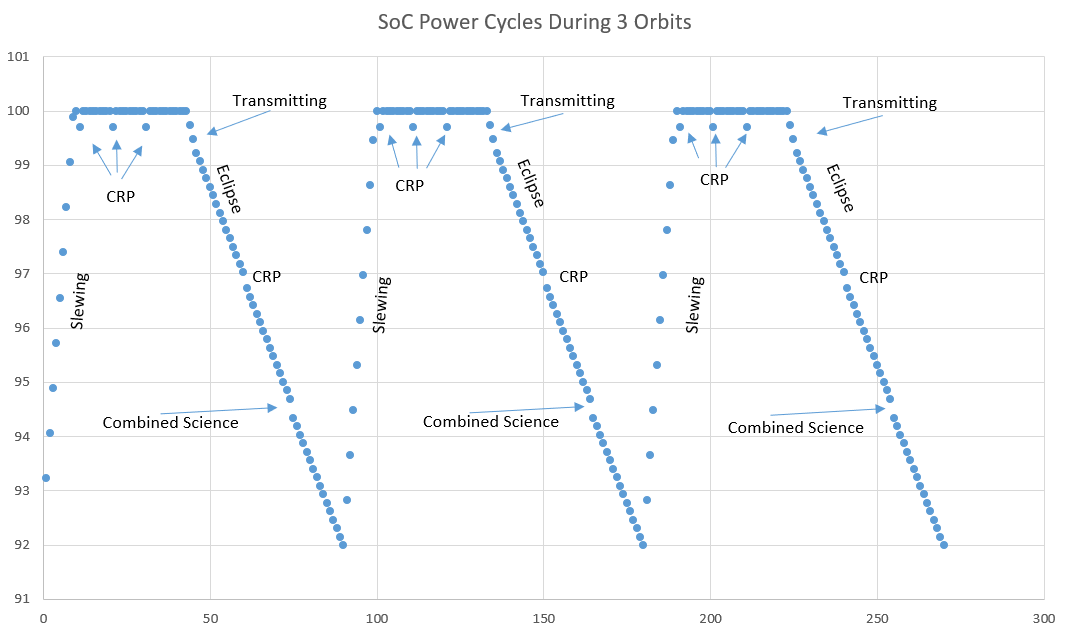 SoC Power Cycles During 3 Orbits
101
100
99
98
97
96
95
94
93
92
91
Transmitting
Transmitting
Transmitting
CRP
CRP
CRP
Eclipse
Eclipse
Eclipse
CRP
CRP
CRP
Slewing
Slewing
Slewing
Combined Science
Combined Science
Combined Science
0
50
100
150
200
250
300